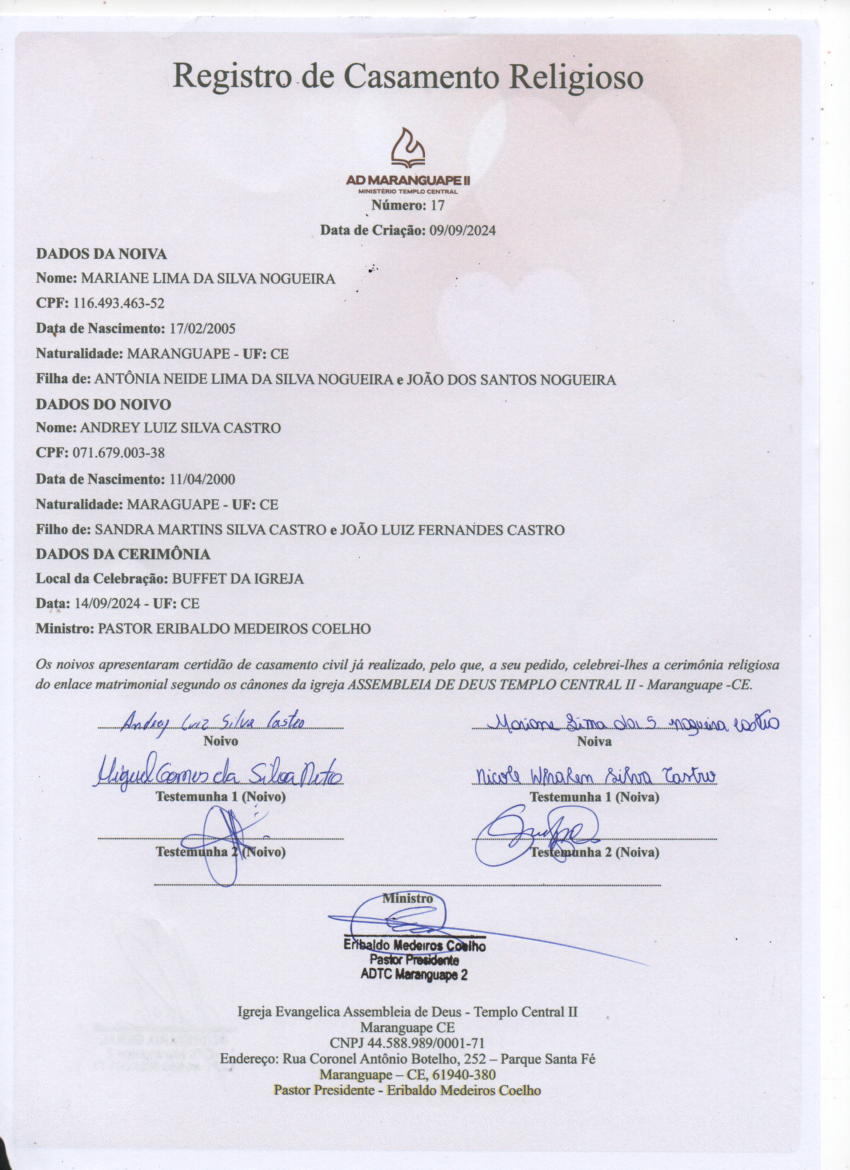 Registro de Casamento Religioso
AD MARANGUAPE II
MINISTÉRIO TEMPLO CENTRAL
Número: 17
Data de Criação: 09/09/2024
DADOS DA NOIVA
Nome: MARIANE LIMA DA SILVA NOGUEIRA
CPF: 116.493.463-52
Data de Nascimento: 17/02/2005
Naturalidade: MARANGUAPE - UF: CE
Filha de: ANTÔNIA NEIDE LIMA DA SILVA NOGUEIRA e JOÃO DOS SANTOS NOGUEIRA
DADOS DO NOIVO
Nome: ANDREY LUIZ SILVA CASTRO
CPF: 071.679.003-38
Data de Nascimento: 11/04/2000
Naturalidade: MARAGUAPE - UF: CE
Filho de: SANDRA MARTINS SILVA CASTRO e JOÃO LUIZ FERNANDES CASTRO
DADOS DA CERIMÔNIA
Local da Celebração: BUFFET DA IGREJA
Data: 14/09/2024 - UF: CE
Ministro: PASTOR ERIBALDO MEDEIROS COELHO
Os noivos apresentaram certidão de casamento civil já realizado, pelo que, a seu pedido, celebrei-lhes a cerimônia religiosa
do enlace matrimonial segundo os cânones da igreja ASSEMBLEIA DE DEUS TEMPLO CENTRAL II - Maranguape -CE.
Andrey Luiz Silva Castro Mariane Lima da S nogueira castro
Noivo Noiva
Miguel Gomes da Silva Neto Nicole Whaslen Silva Castro
Testemunha 1 (Noivo) Testemunha 1 (Noiva)
Testemunha 2 (Noivo) Testemunha 2 (Noiva)
Ministro
Eribaldo Medeiros Coelho
Pastor Presidente
ADTC Maranguape 2
Igreja Evangelica Assembleia de Deus - Templo Central II
Maranguape CE
CNPJ 44.588.989/0001-71
Endereço: Rua Coronel Antônio Botelho, 252 – Parque Santa Fé
Maranguape – CE, 61940-380
Pastor Presidente - Eribaldo Medeiros Coelho